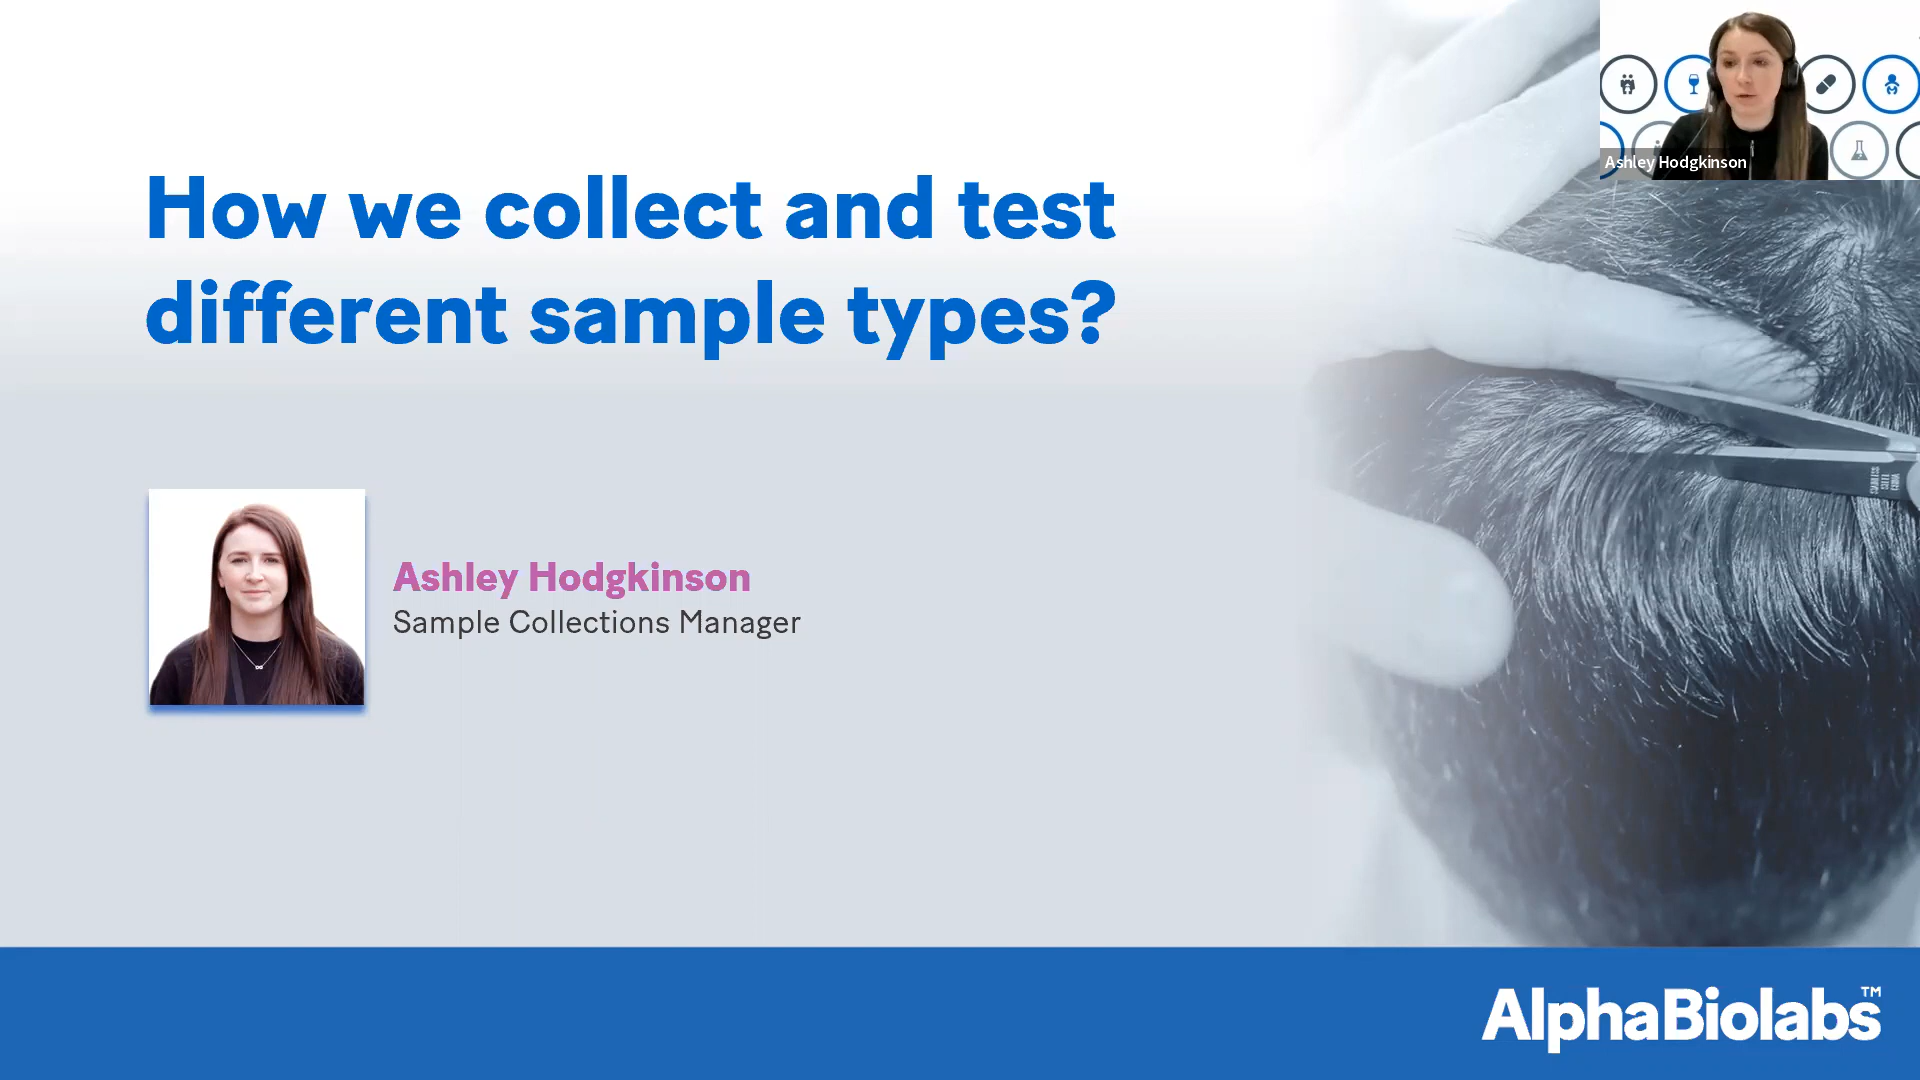 How we collect and test
different sample types?
Ashley Hodgkinson
Ashley Hodgkinson
Sample Collections Manager
AlphaBiolabs™